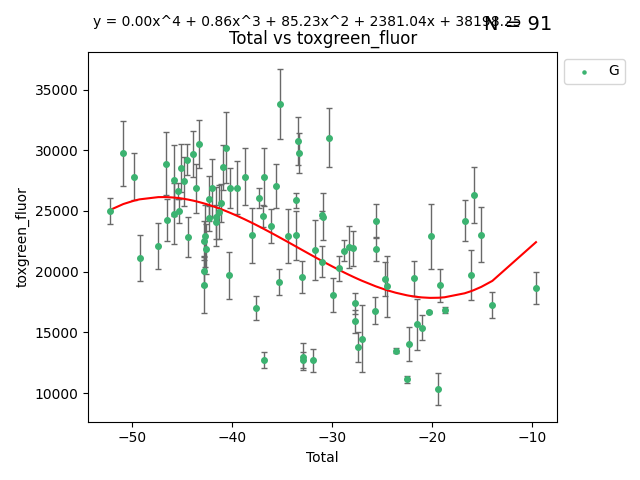 y = 0.00x^4 + 0.86x^3 + 85.23x^2 + 2381.04x + 38198.25
N = 91
Total vs toxgreen_fluor
G
toxgreen_fluor
35000
30000
25000
20000
15000
10000
−50 −40 −30 −20 −10
Total